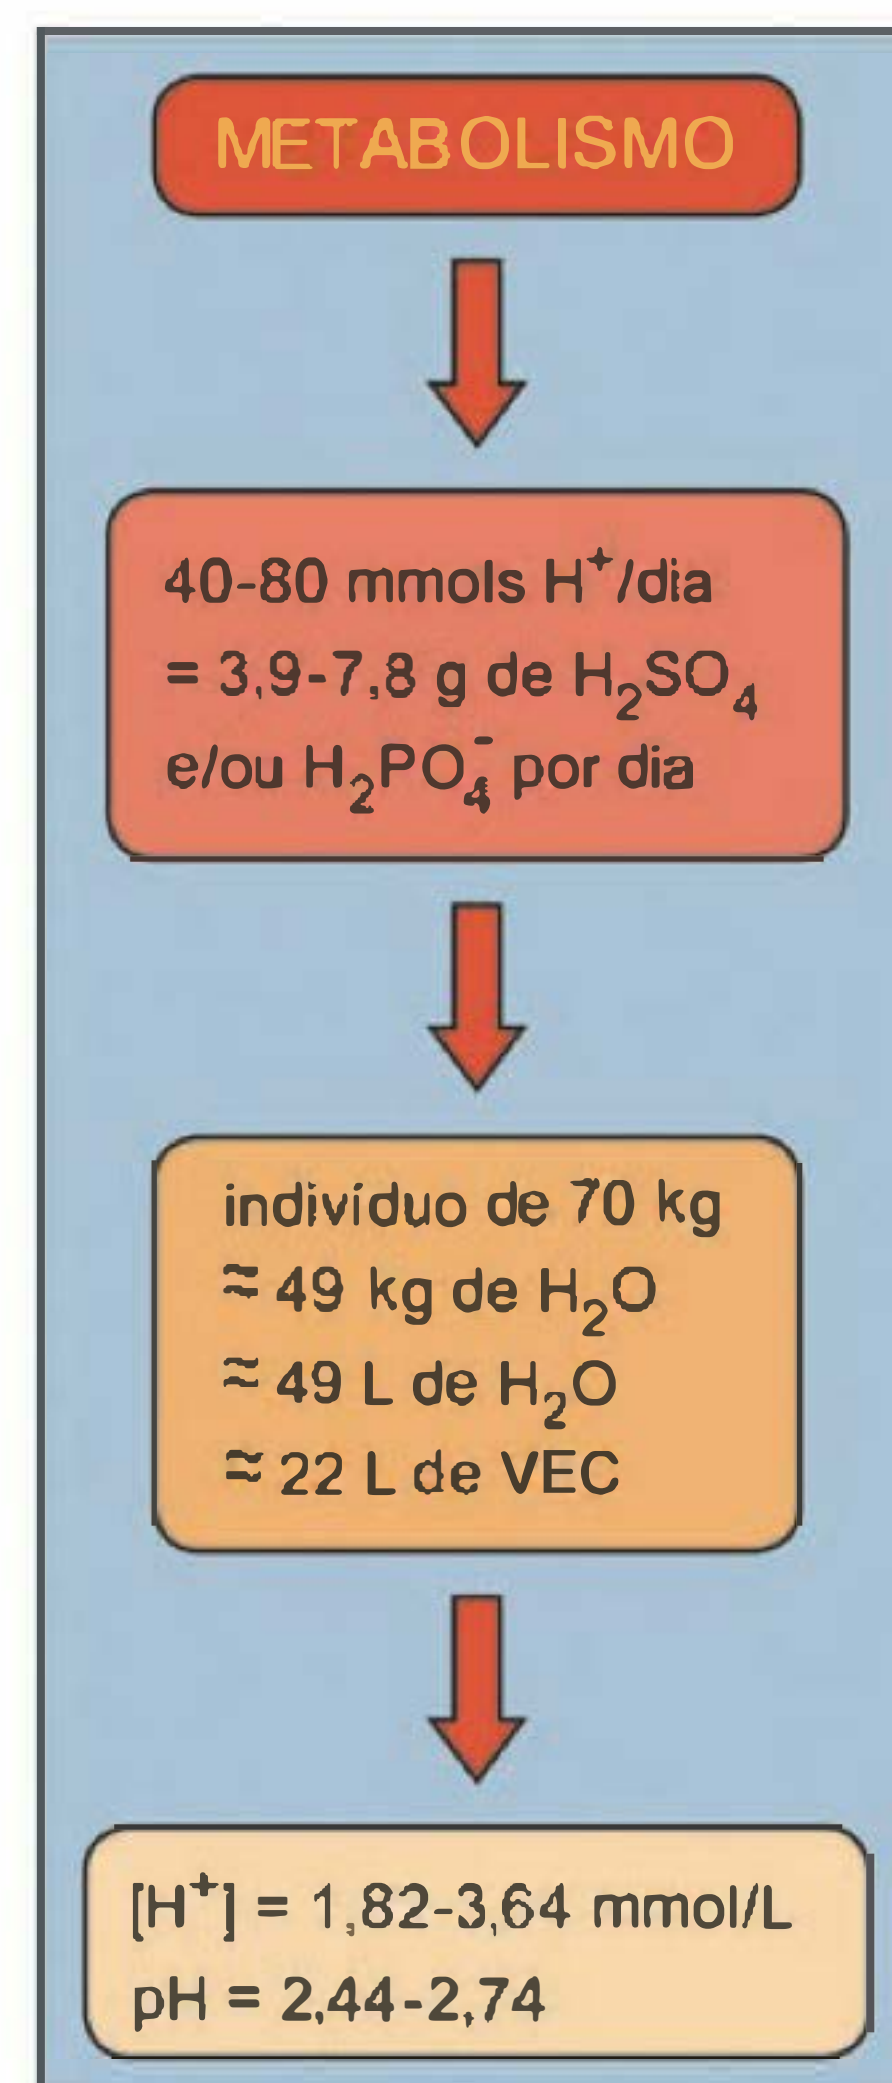 METABOLISMO
40-80 mmols H⁺/dia
= 3,9-7,8 g de H₂SO₄
e/ou H₂PO₄⁻ por dia
indivíduo de 70 kg
≈ 49 kg de H₂O
≈ 49 L de H₂O
≈ 22 L de VEC
[H⁺] = 1,82-3,64 mmol/L
pH = 2,44-2,74